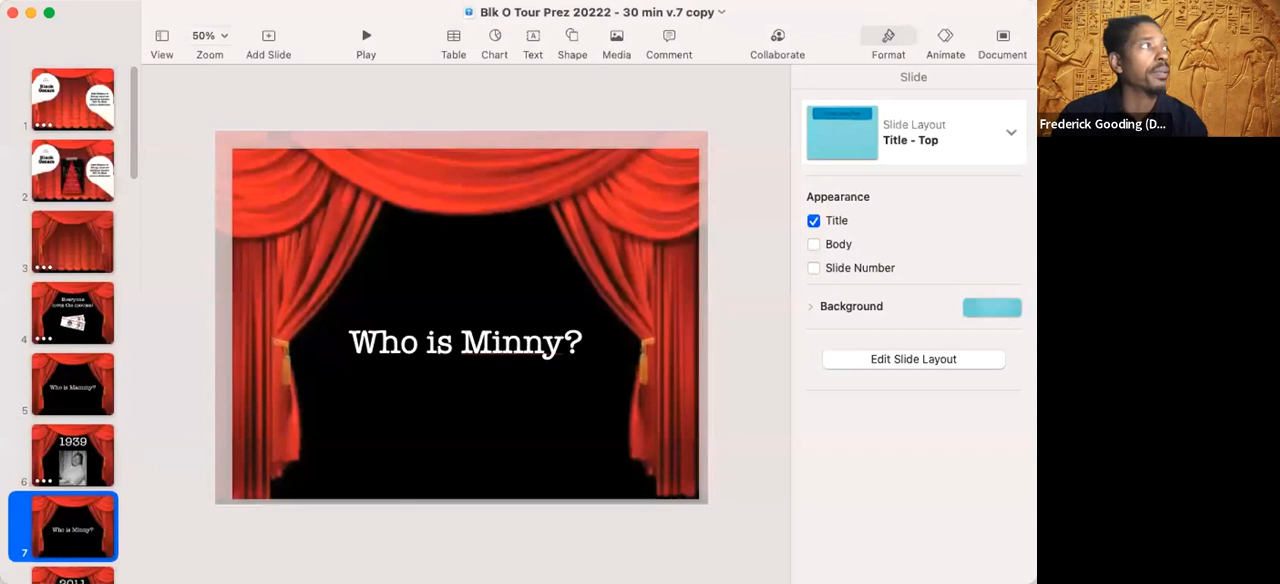 Blk O Tour Prez 20222 - 30 min v.7 copy
50%
View
Zoom
Add Slide
Play
Table
Chart
Text
Shape
Media
Comment
Collaborate
Format
Animate
Document
Slide
Slide Layout
Title - Top
Appearance
Title
Body
Slide Number
Background
Edit Slide Layout
Who is Minny?
1
2
3
Everyone
loves the movies!
4
Who is Mammy?
5
1939
6
Who is Minny?
7
2011
Frederick Gooding (D...